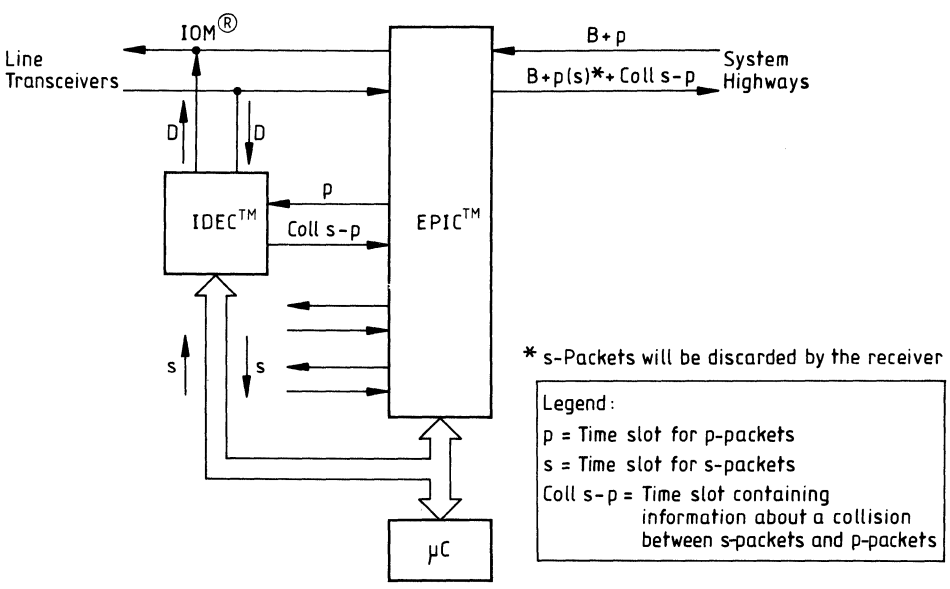 IOM®
Line
Transceivers
B+p
System
Highways
B+p(s)*+Coll s-p
D
D
IDEC™
p
Coll s-p
EPIC™
s
s
* s-Packets will be discarded by the receiver
Legend:
p = Time slot for p-packets
s = Time slot for s-packets
Coll s-p = Time slot containing
information about a collision
between s-packets and p-packets
µC